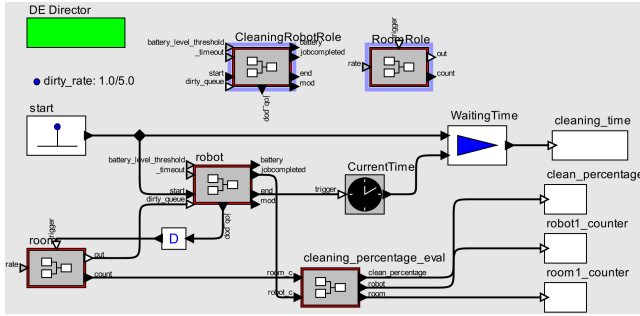 DE Director
CleaningRobotRole
battery_level_threshold
_timeout
start
dirty_queue
battery
jobcompleted
end
mod
job_pop
RoomRole
trigger
rate
out
count
dirty_rate: 1.0/5.0
start
WaitingTime
cleaning_time
robot
battery_level_threshold
_timeout
start
dirty_queue
battery
jobcompleted
end
mod
CurrentTime
trigger
clean_percentage
job_pop
D
robot1_counter
room
trigger
rate
out
count
cleaning_percentage_eval
room_c
robot_c
clean_percentage
robot
room
room1_counter